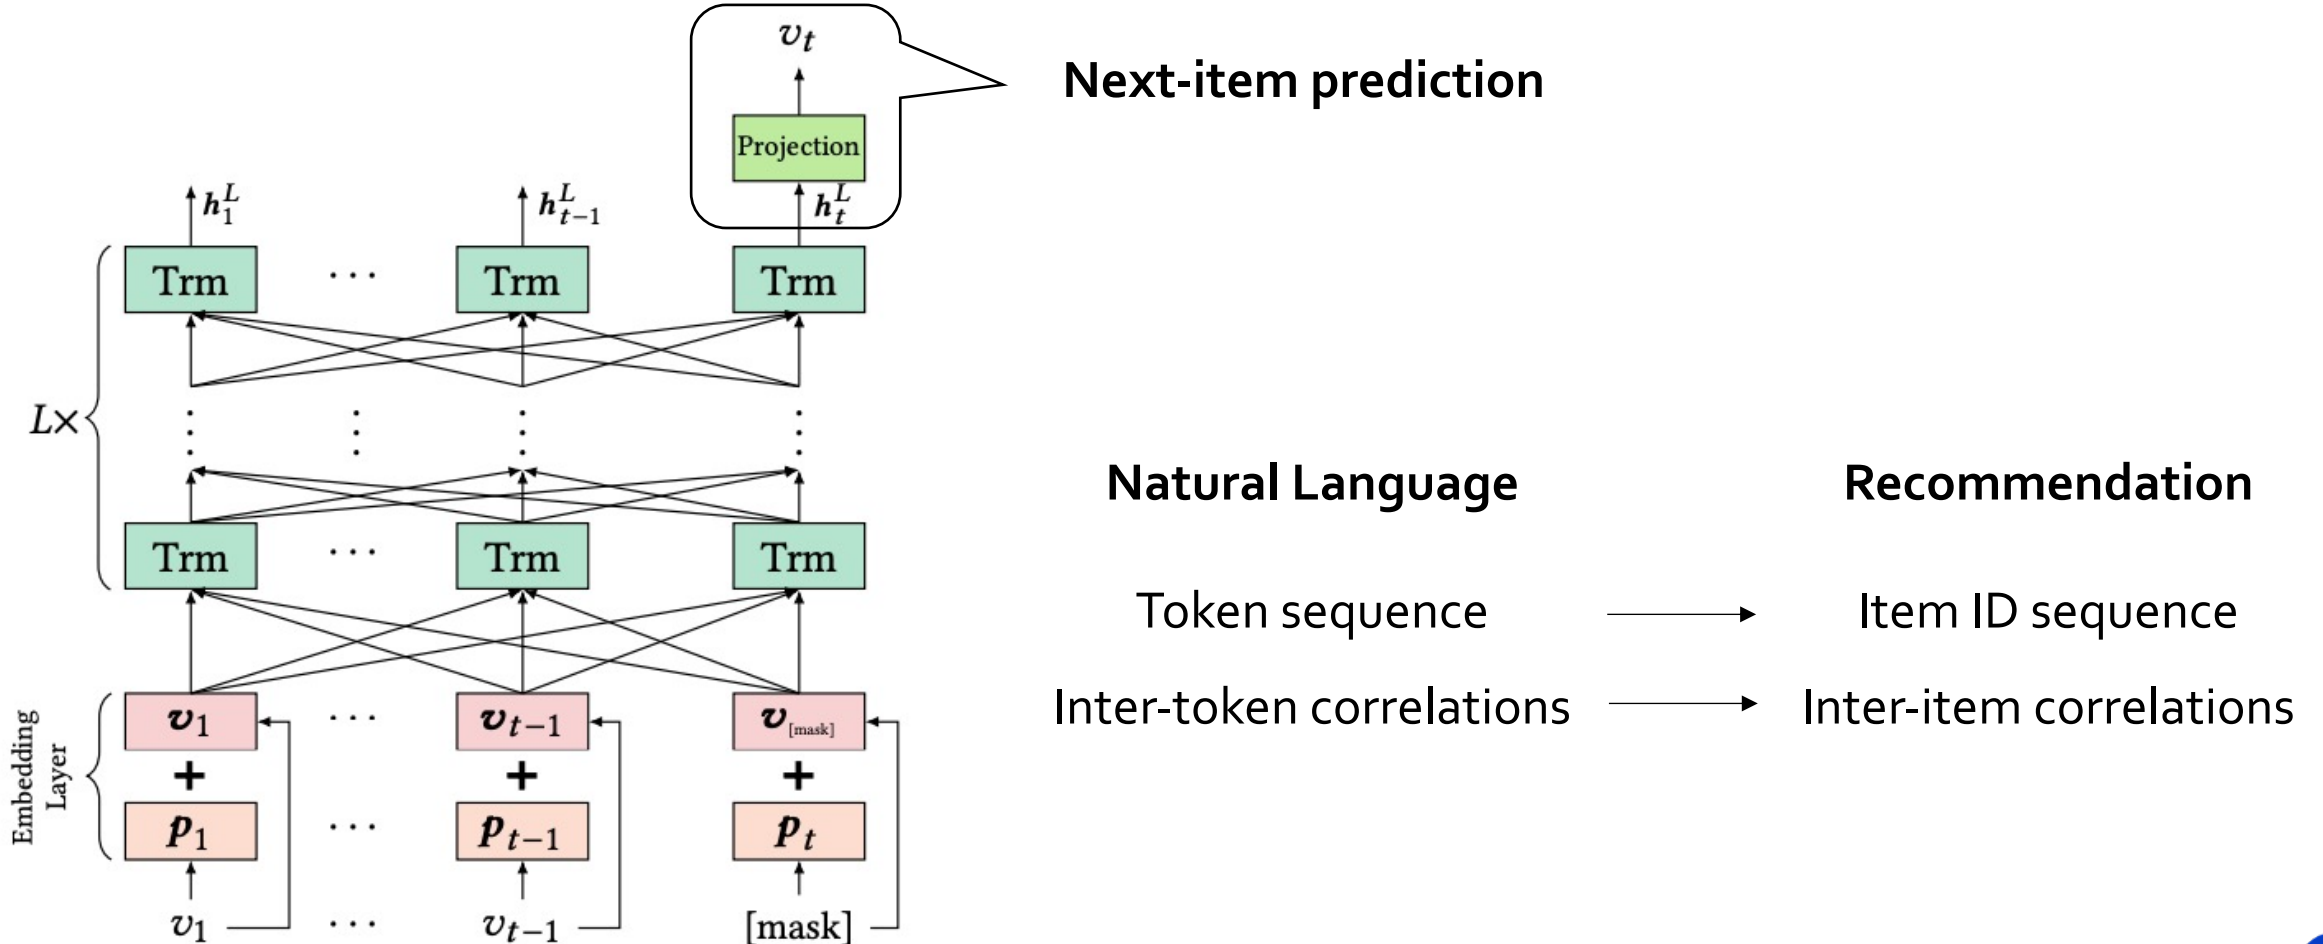 v_t
Next-item prediction
Projection
h_1^L
h_{t-1}^L
h_t^L
Trm ... Trm Trm
L×
Natural Language Recommendation
Trm ... Trm Trm
Token sequence Item ID sequence
Inter-token correlations Inter-item correlations
Embedding
Layer
v_1 ... v_{t-1} v_[mask]
+ + +
p_1 ... p_{t-1} p_t
v_1 ... v_{t-1} [mask]